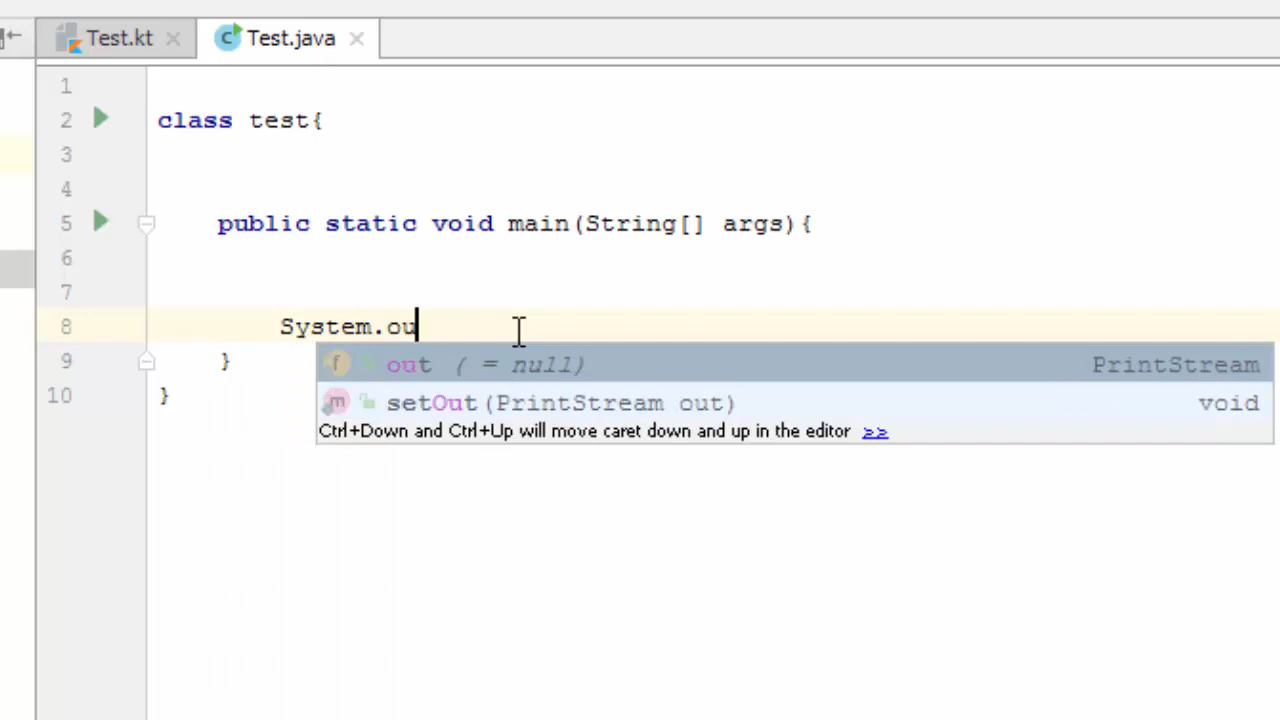 Test.kt
Test.java
1
2 class test{
3
4
5 public static void main(String[] args){
6
7
8 System.ou
9 }
10 }
f out ( = null) PrintStream
m setOut(PrintStream out) void
Ctrl+Down and Ctrl+Up will move caret down and up in the editor >>